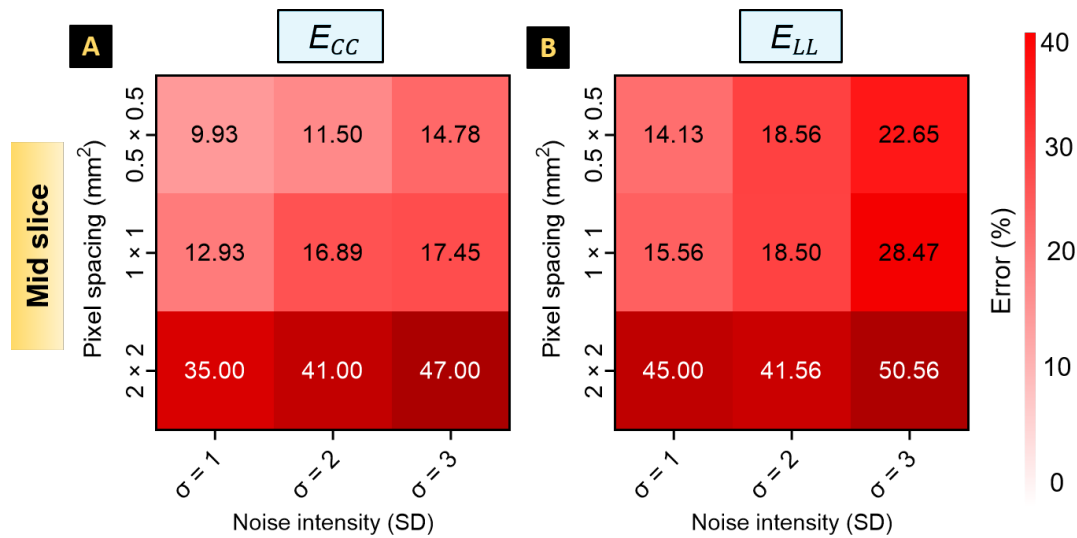 A
E_CC
B
E_LL
Mid slice
Pixel spacing (mm²)
0.5 × 0.5
1 × 1
2 × 2
9.93 11.50 14.78
12.93 16.89 17.45
35.00 41.00 47.00
σ = 1 σ = 2 σ = 3
Noise intensity (SD)
Pixel spacing (mm²)
0.5 × 0.5
1 × 1
2 × 2
14.13 18.56 22.65
15.56 18.50 28.47
45.00 41.56 50.56
σ = 1 σ = 2 σ = 3
Noise intensity (SD)
Error (%)
40
30
20
10
0